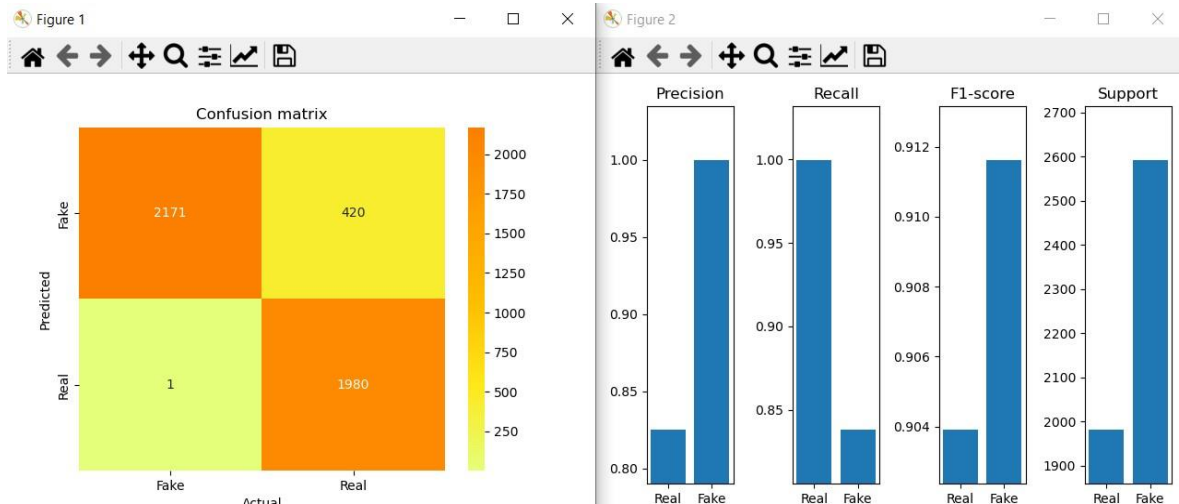 Figure 1
Confusion matrix
Predicted
Fake
Real
2171
420
1
1980
Fake
Real
Actual
2000
1750
1500
1250
1000
750
500
250
Figure 2
Precision
1.00
0.95
0.90
0.85
0.80
Real
Fake
Recall
1.00
0.95
0.90
0.85
Real
Fake
F1-score
0.912
0.910
0.908
0.906
0.904
Real
Fake
Support
2700
2600
2500
2400
2300
2200
2100
2000
1900
Real
Fake